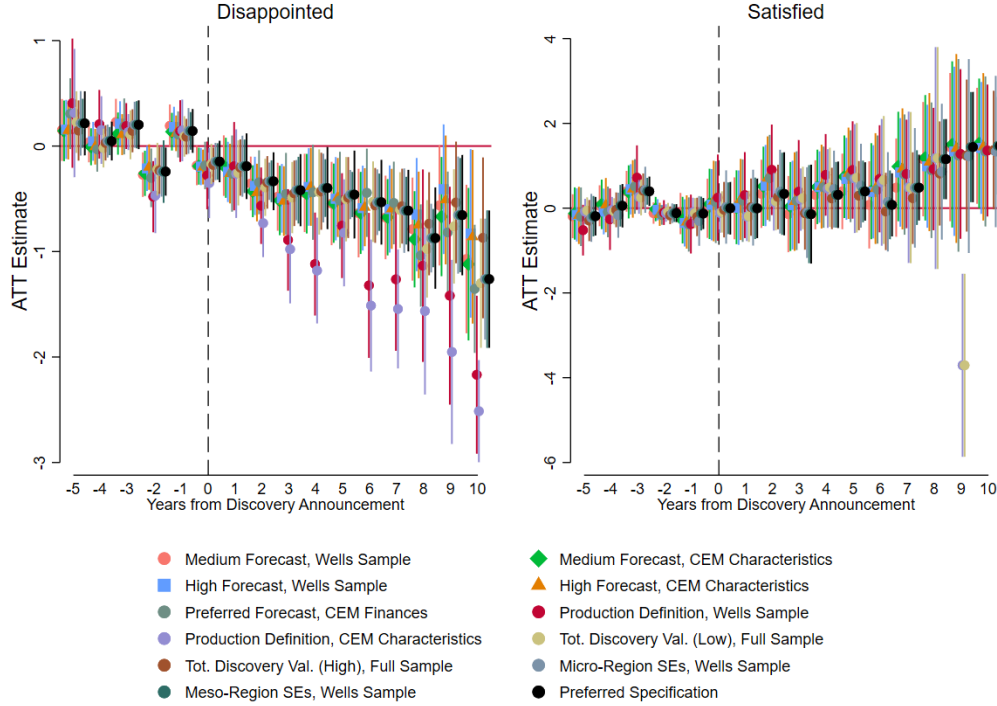 Disappointed
Satisfied
ATT Estimate
1
0
-1
-2
-3
-5 -4 -3 -2 -1 0 1 2 3 4 5 6 7 8 9 10
Years from Discovery Announcement
ATT Estimate
4
2
0
-2
-4
-6
-5 -4 -3 -2 -1 0 1 2 3 4 5 6 7 8 9 10
Years from Discovery Announcement
Medium Forecast, Wells Sample
Medium Forecast, CEM Characteristics
High Forecast, Wells Sample
High Forecast, CEM Characteristics
Preferred Forecast, CEM Finances
Production Definition, Wells Sample
Production Definition, CEM Characteristics
Tot. Discovery Val. (Low), Full Sample
Tot. Discovery Val. (High), Full Sample
Micro-Region SEs, Wells Sample
Meso-Region SEs, Wells Sample
Preferred Specification